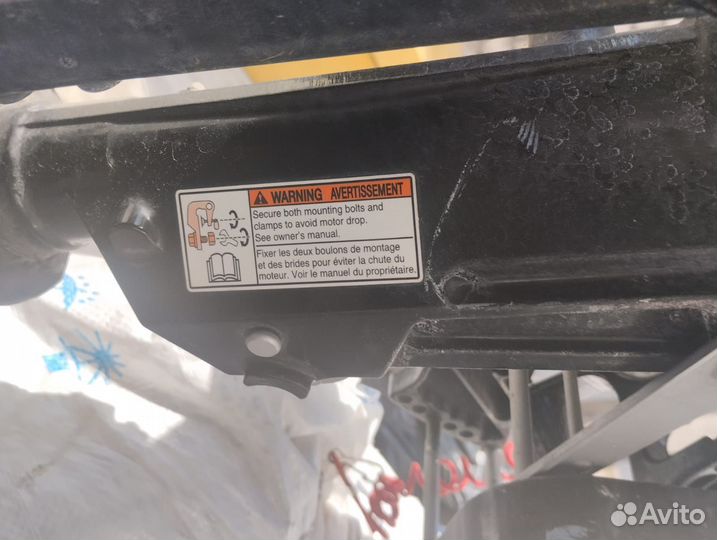 WARNING AVERTISSEMENT
Secure both mounting bolts and
clamps to avoid motor drop.
See owner's manual.
Fixer les deux boulons de montage
et des brides pour éviter la chute du
moteur. Voir le manuel du propriétaire.
Avito